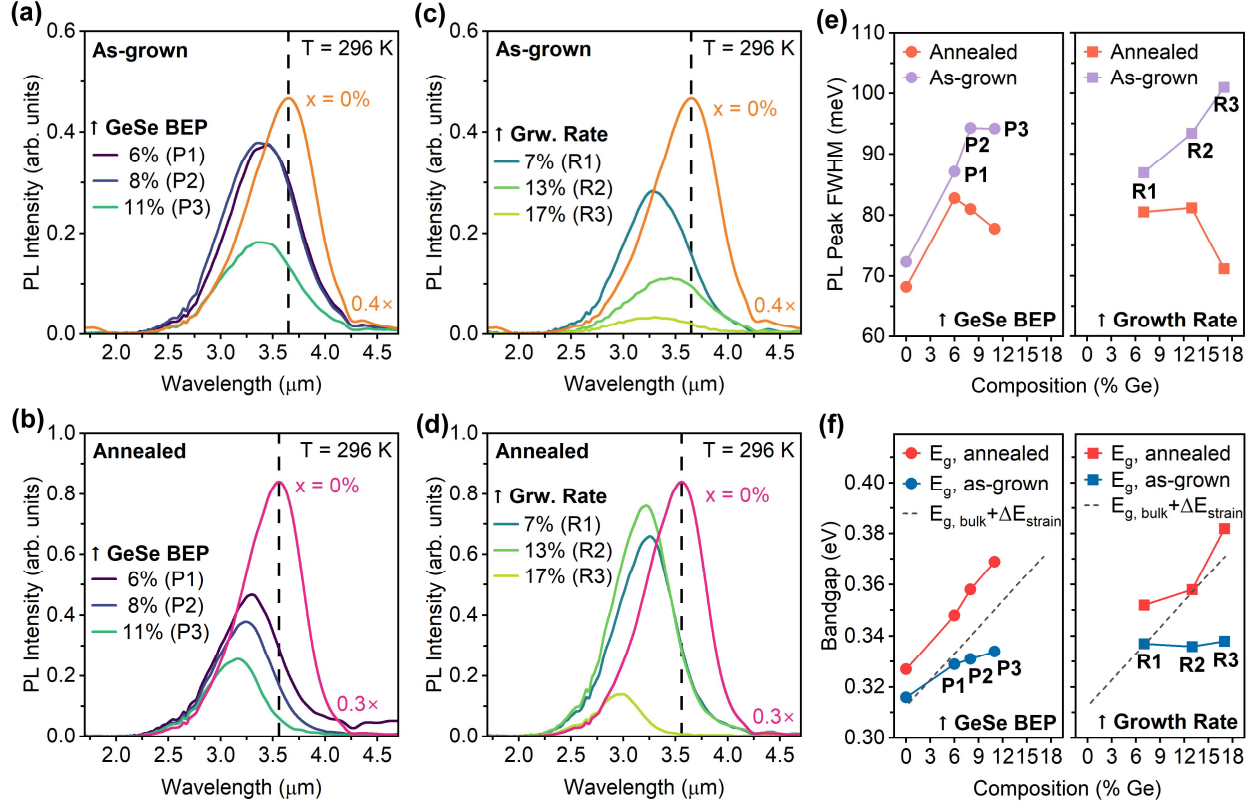 (a)
As-grown
T = 296 K
x = 0%
↑ GeSe BEP
6% (P1)
8% (P2)
11% (P3)
0.4×
0.6
0.4
0.2
0.0
PL Intensity (arb. units)
2.0 2.5 3.0 3.5 4.0 4.5
Wavelength (μm)
(c)
As-grown
T = 296 K
x = 0%
↑ Grw. Rate
7% (R1)
13% (R2)
17% (R3)
0.4×
0.6
0.4
0.2
0.0
PL Intensity (arb. units)
2.0 2.5 3.0 3.5 4.0 4.5
Wavelength (μm)
(e)
Annealed
As-grown
P1
P2
P3
↑ GeSe BEP
Annealed
As-grown
R1
R2
R3
↑ Growth Rate
110
100
90
80
70
60
PL Peak FWHM (meV)
0 3 6 9 12 15 18
0 3 6 9 12 15 18
Composition (% Ge)
(b)
Annealed
T = 296 K
x = 0%
↑ GeSe BEP
6% (P1)
8% (P2)
11% (P3)
0.3×
1.0
0.8
0.6
0.4
0.2
0.0
PL Intensity (arb. units)
2.0 2.5 3.0 3.5 4.0 4.5
Wavelength (μm)
(d)
Annealed
T = 296 K
x = 0%
↑ Grw. Rate
7% (R1)
13% (R2)
17% (R3)
0.3×
1.0
0.8
0.6
0.4
0.2
0.0
PL Intensity (arb. units)
2.0 2.5 3.0 3.5 4.0 4.5
Wavelength (μm)
(f)
Eg, annealed
Eg, as-grown
Eg, bulk+ΔEstrain
P1
P2
P3
↑ GeSe BEP
Eg, annealed
Eg, as-grown
Eg, bulk+ΔEstrain
R1
R2
R3
↑ Growth Rate
0.40
0.38
0.36
0.34
0.32
0.30
Bandgap (eV)
0 3 6 9 12 15 18
0 3 6 9 12 15 18
Composition (% Ge)